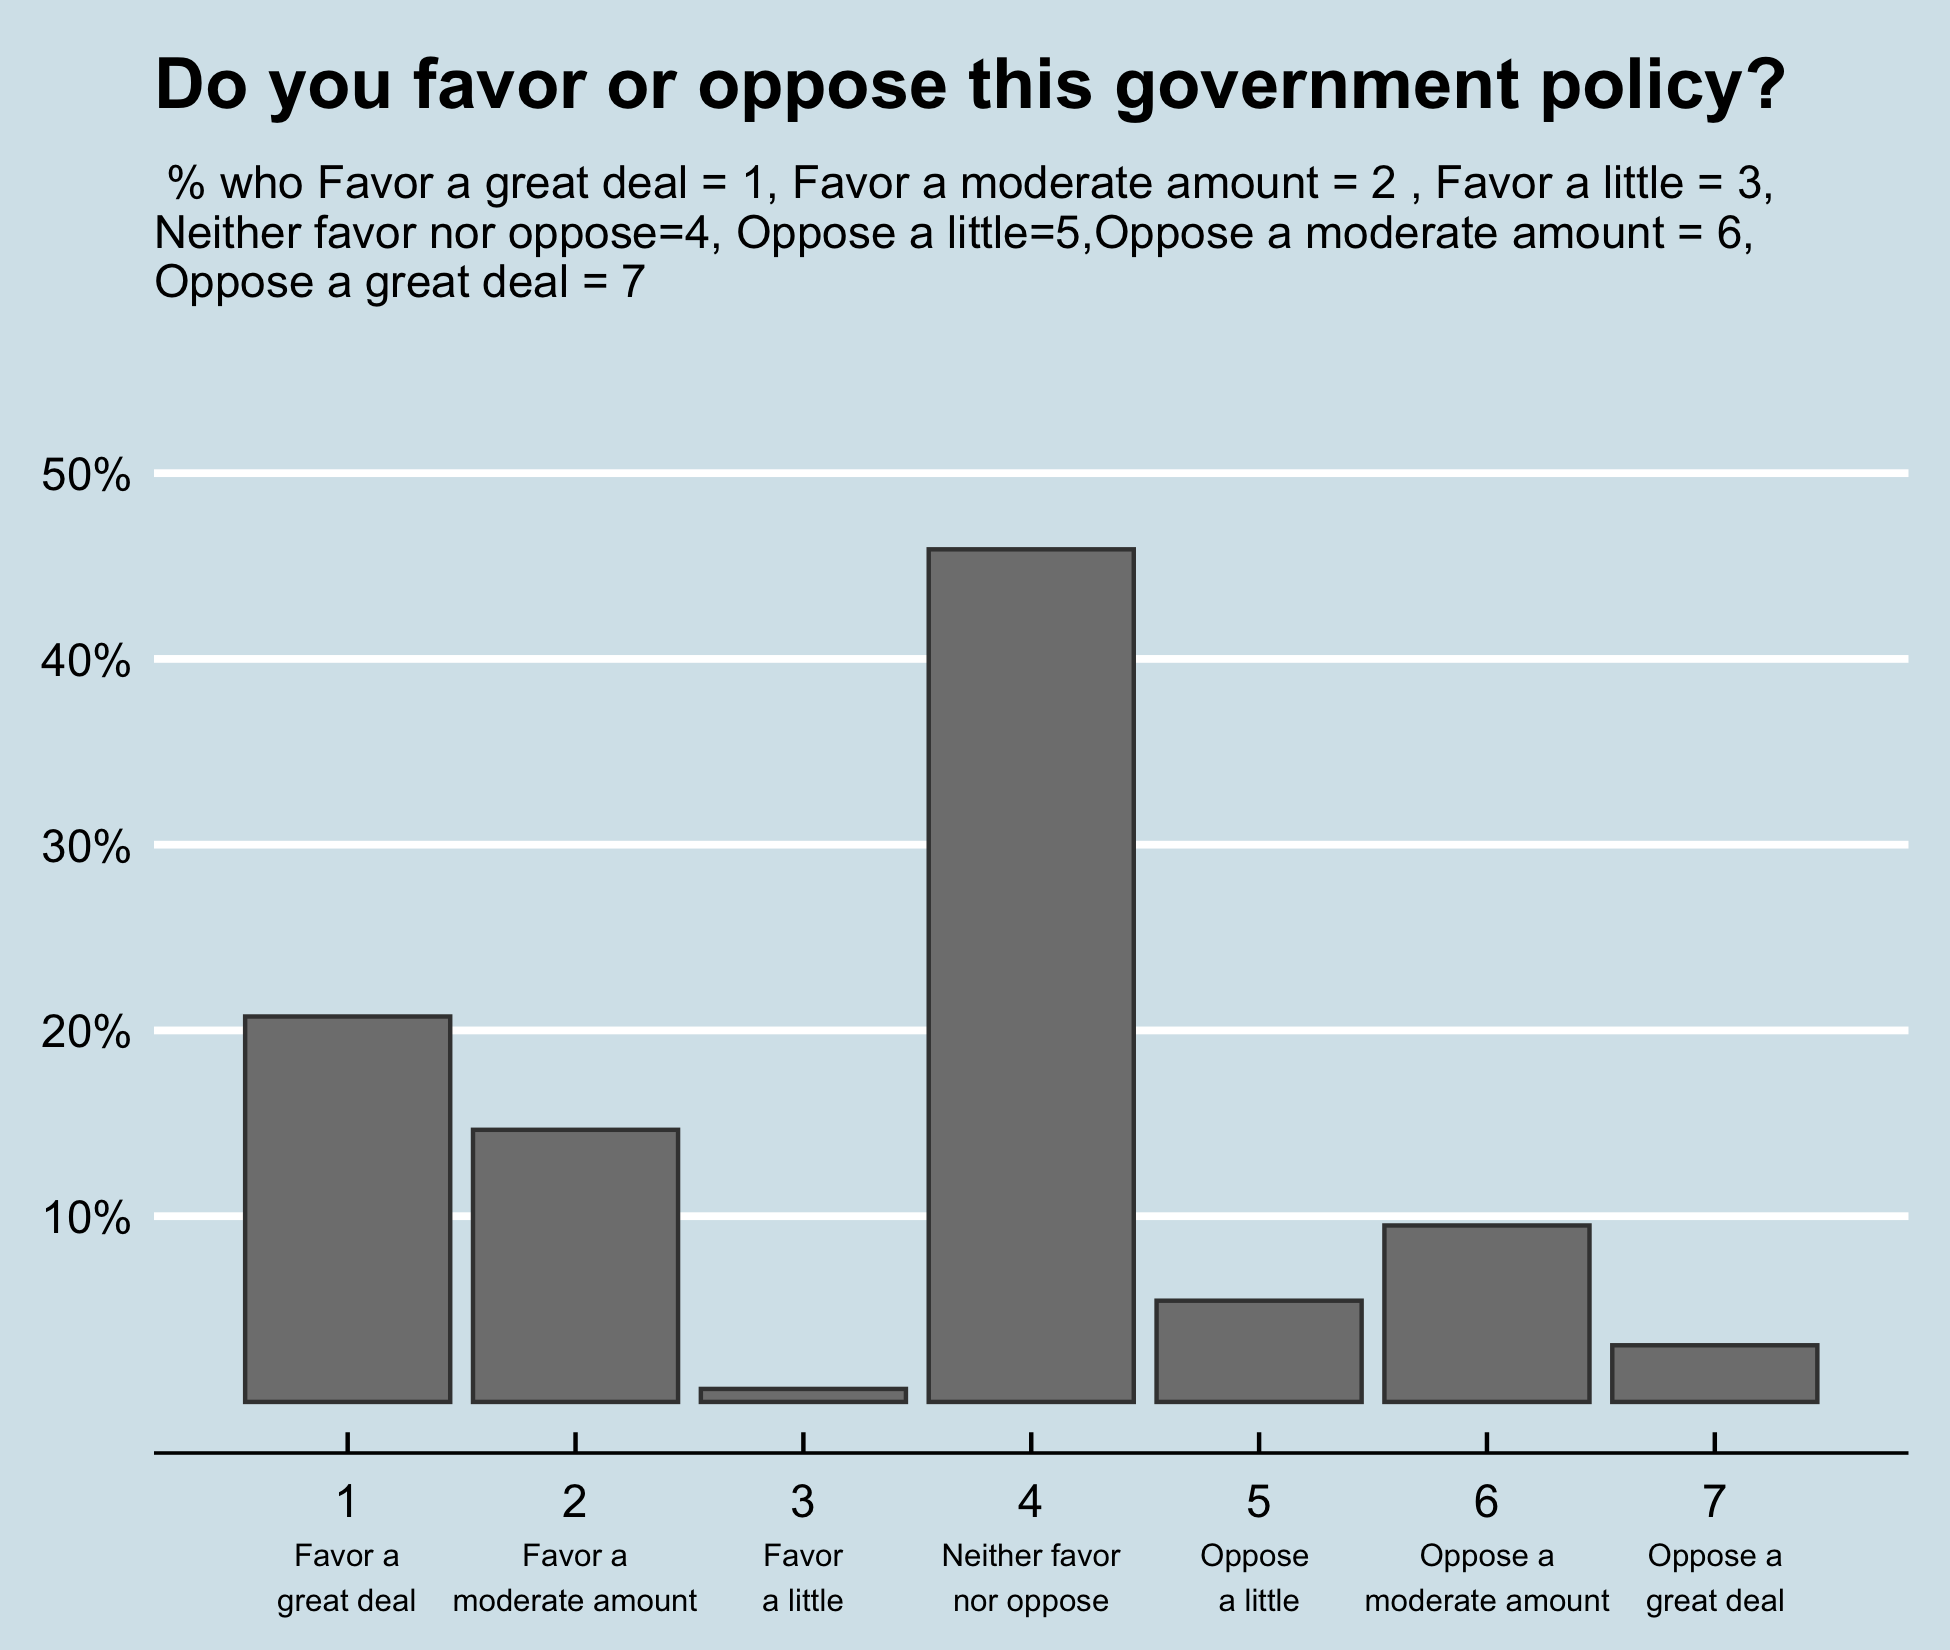 Do you favor or oppose this government policy?
% who Favor a great deal = 1, Favor a moderate amount = 2 , Favor a little = 3,
Neither favor nor oppose=4, Oppose a little=5,Oppose a moderate amount = 6,
Oppose a great deal = 7
50%
40%
30%
20%
10%
1 2 3 4 5 6 7
Favor a Favor a Favor Neither favor Oppose Oppose a Oppose a
great deal moderate amount a little nor oppose a little moderate amount great deal